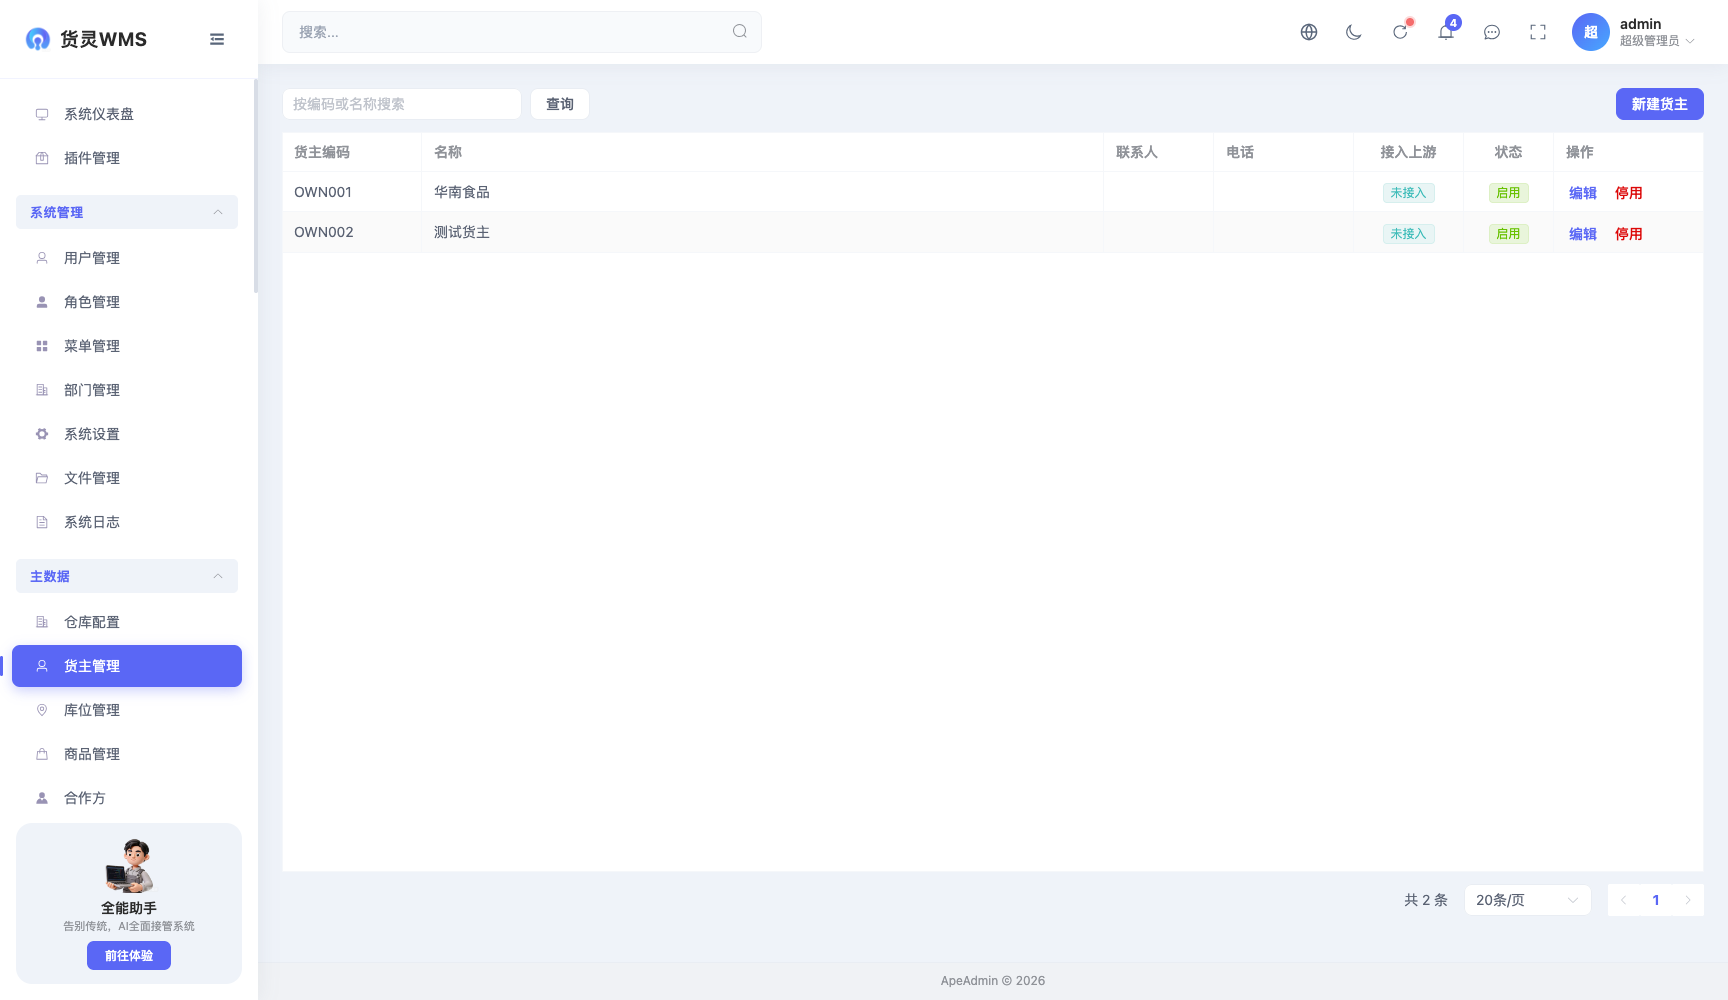 货灵WMS
搜索...
4
超
admin
超级管理员
系统仪表盘
插件管理
系统管理
用户管理
角色管理
菜单管理
部门管理
系统设置
文件管理
系统日志
主数据
仓库配置
货主管理
库位管理
商品管理
合作方
全能助手
告别传统，AI全面接管系统
前往体验
按编码或名称搜索
查询
新建货主
货主编码 名称 联系人 电话 接入上游 状态 操作
OWN001 华南食品 未接入 启用 编辑 停用
OWN002 测试货主 未接入 启用 编辑 停用
共 2 条 20条/页 1
ApeAdmin © 2026